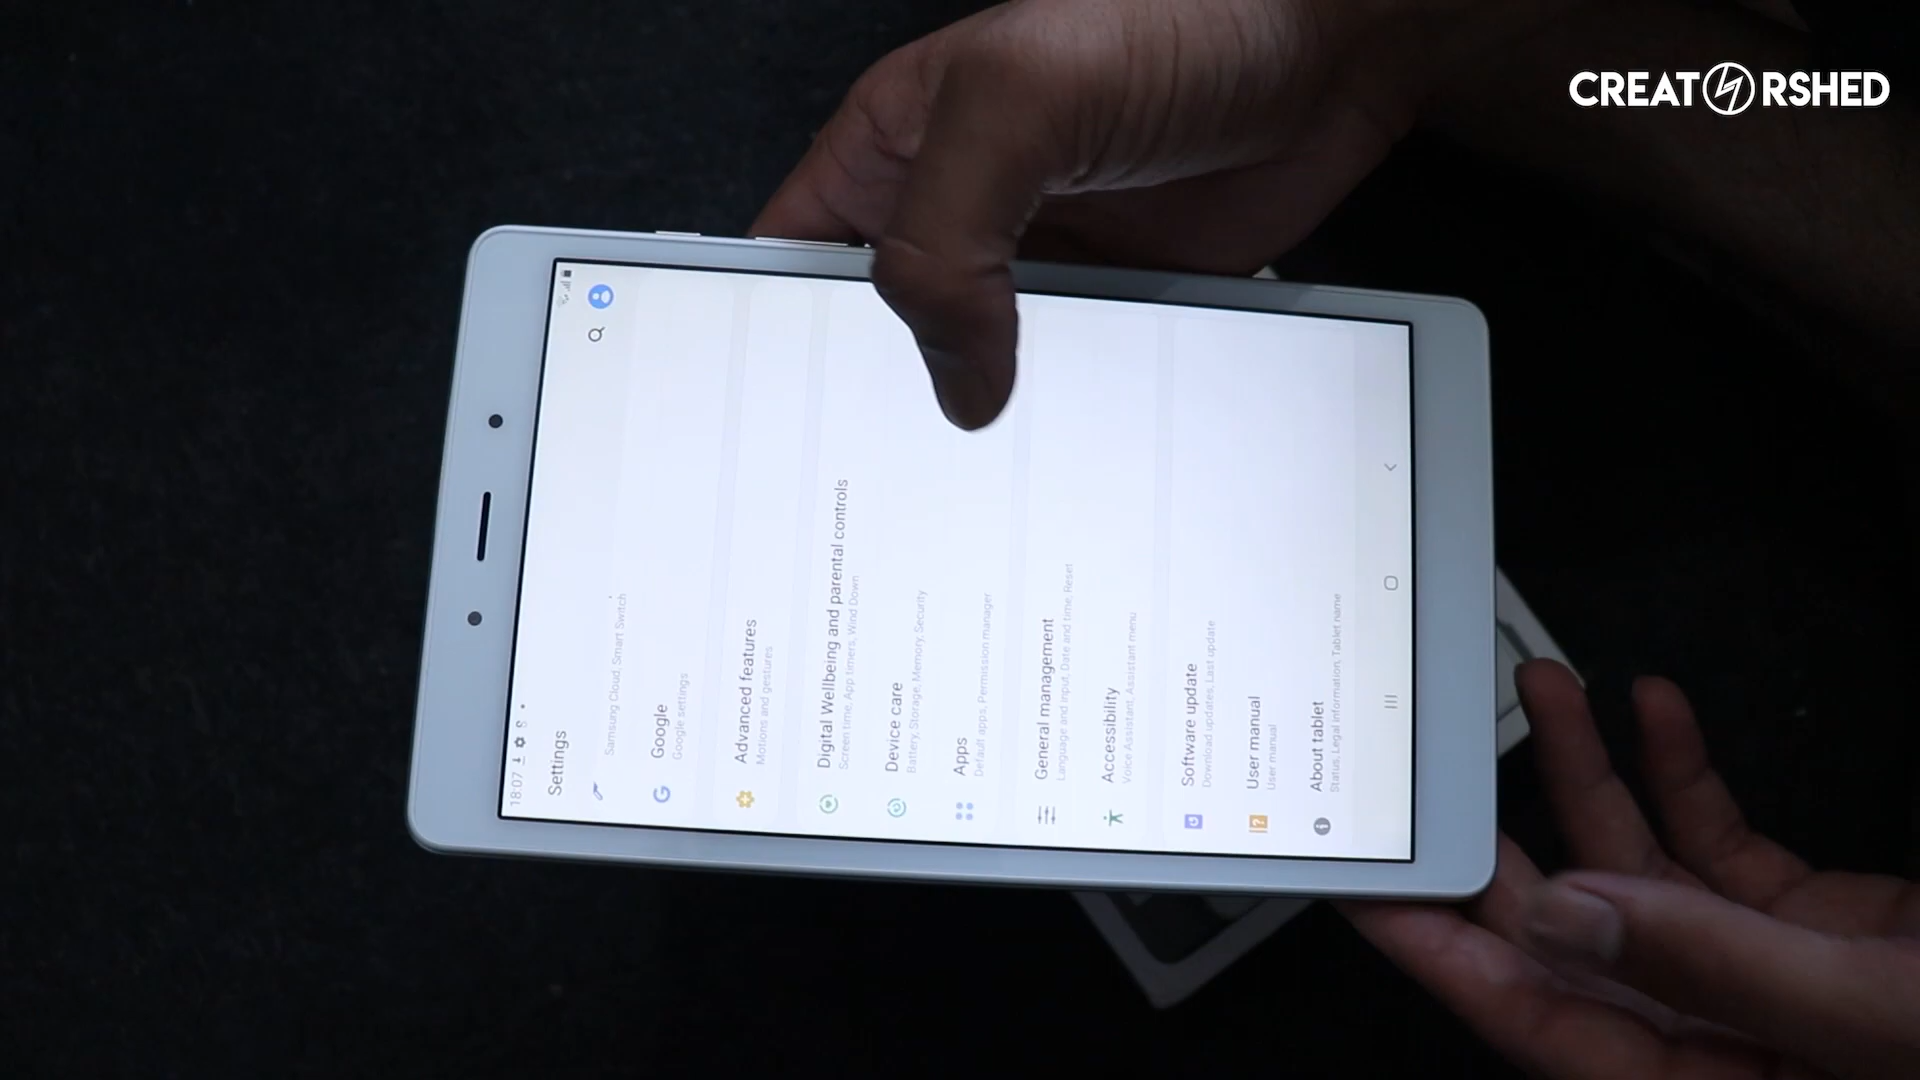 CREATORSHED
18:07
Settings
Samsung Cloud, Smart Switch
Google
Google settings
Advanced features
Motions and gestures
Digital Wellbeing and parental controls
Screen time, App timers, Wind Down
Device care
Battery, Storage, Memory, Security
Apps
Default apps, Permission manager
General management
Language and input, Date and time, Reset
Accessibility
Voice Assistant, Assistant menu
Software update
Download updates, Last update
User manual
User manual
About tablet
Status, Legal information, Tablet name